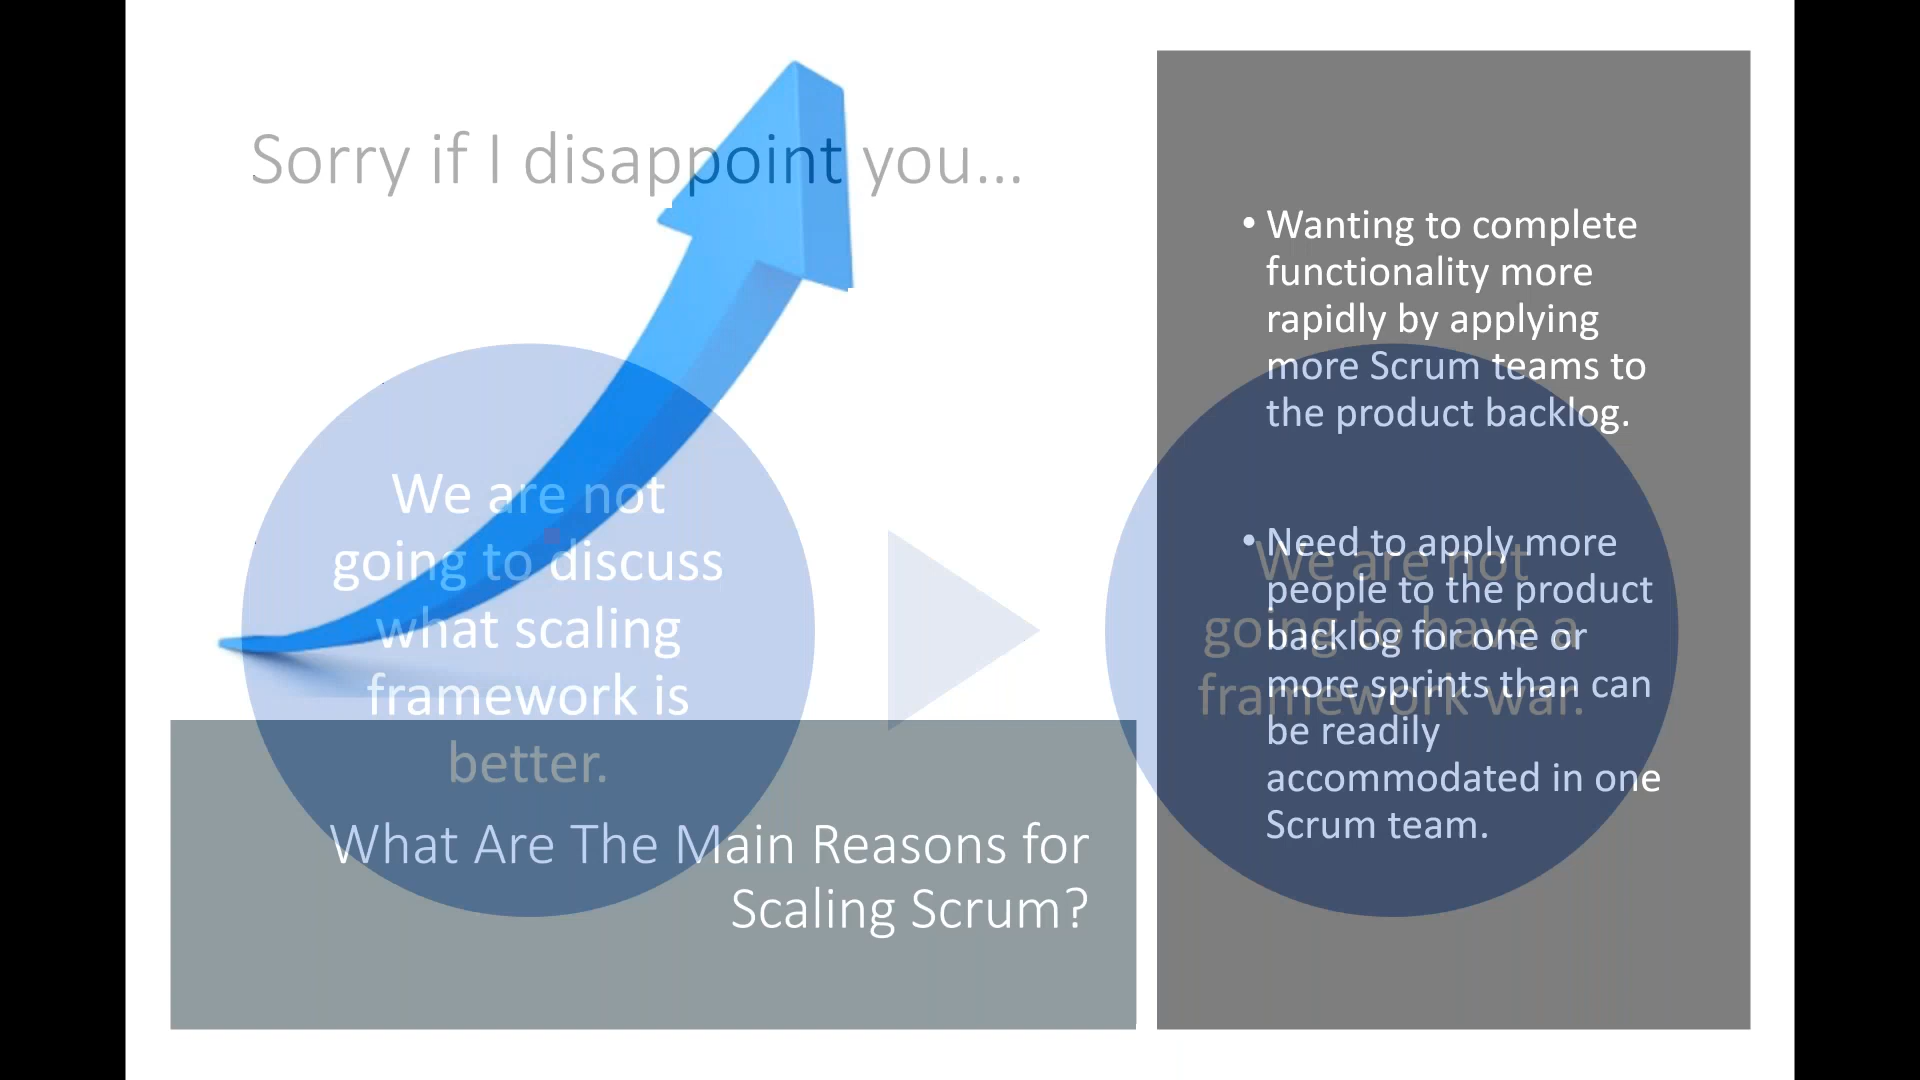 Sorry if I disappoint you...
We are not
going to discuss
what scaling
framework is
better.
We are not
going to have a
framework war.
What Are The Main Reasons for
Scaling Scrum?
• Wanting to complete
functionality more
rapidly by applying
more Scrum teams to
the product backlog.
• Need to apply more
people to the product
backlog for one or
more sprints than can
be readily
accommodated in one
Scrum team.